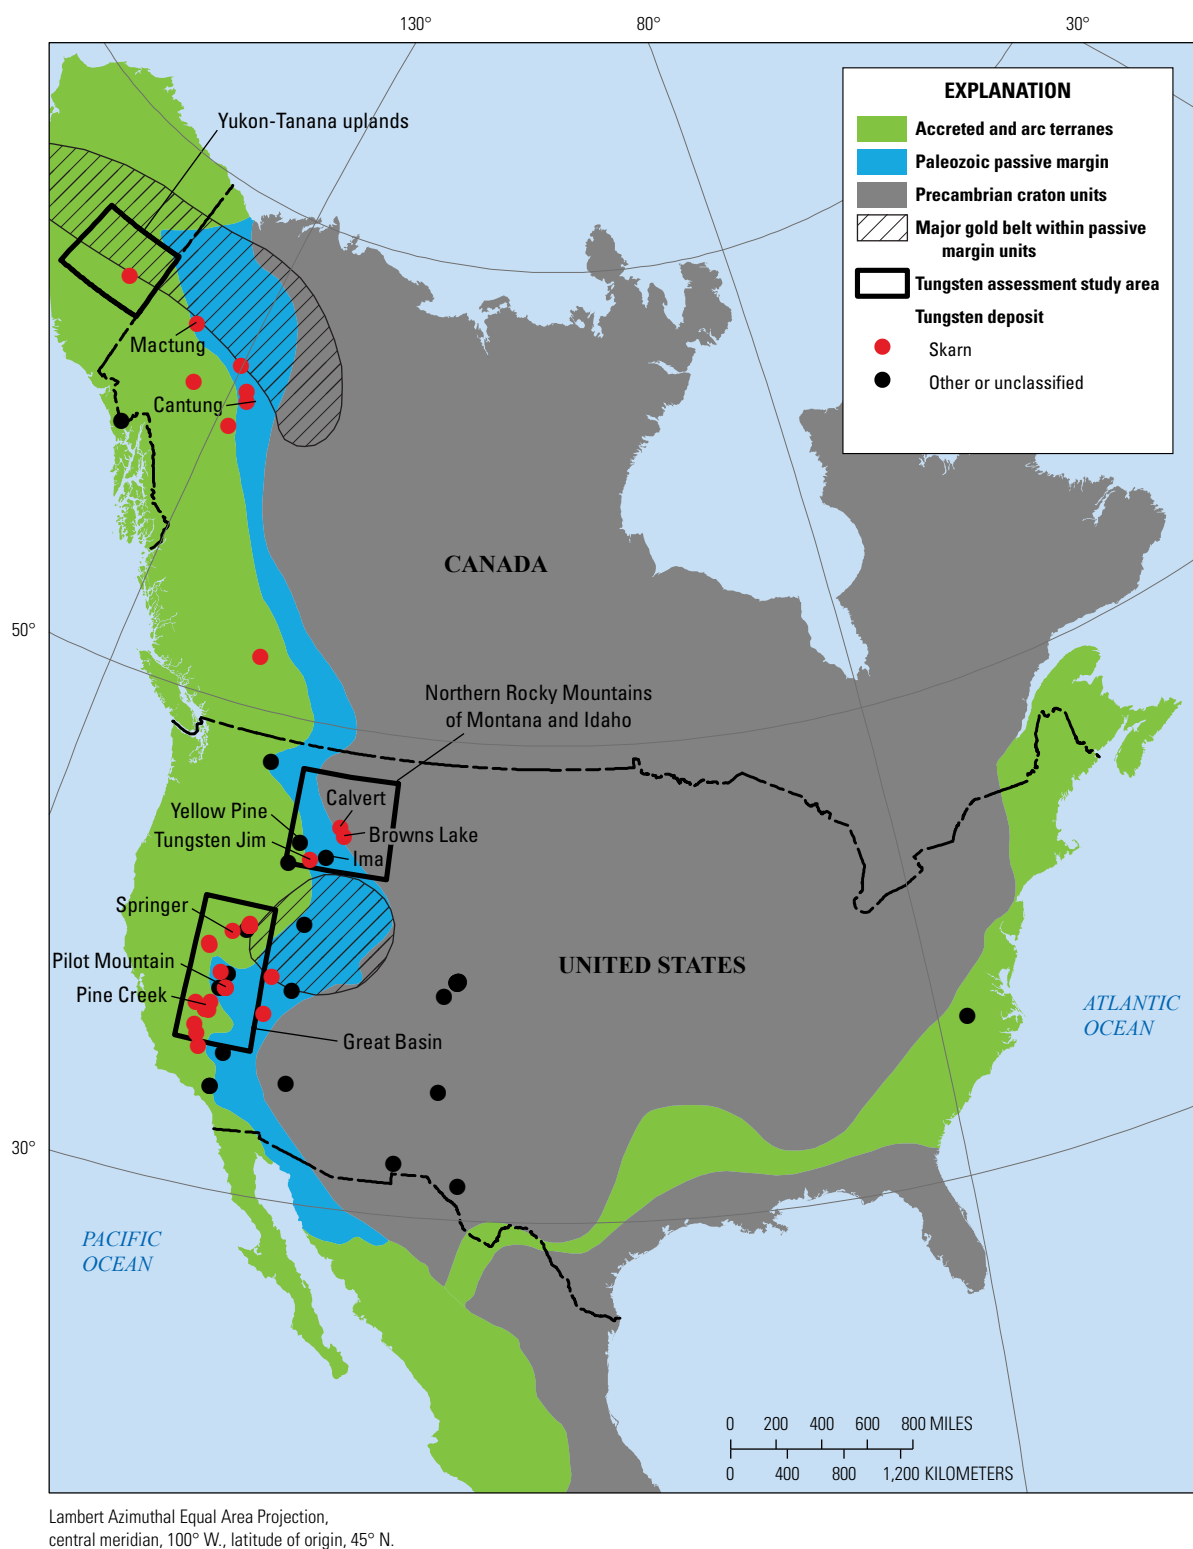 130°
80°
30°
EXPLANATION
Accreted and arc terranes
Paleozoic passive margin
Precambrian craton units
Major gold belt within passive
margin units
Tungsten assessment study area
Tungsten deposit
Skarn
Other or unclassified
Yukon-Tanana uplands
Mactung
Cantung
CANADA
50°
Northern Rocky Mountains
of Montana and Idaho
Calvert
Yellow Pine
Browns Lake
Tungsten Jim
Ima
Springer
Pilot Mountain
UNITED STATES
Pine Creek
ATLANTIC
OCEAN
Great Basin
30°
PACIFIC
OCEAN
0 200 400 600 800 MILES
0 400 800 1,200 KILOMETERS
Lambert Azimuthal Equal Area Projection,
central meridian, 100° W., latitude of origin, 45° N.